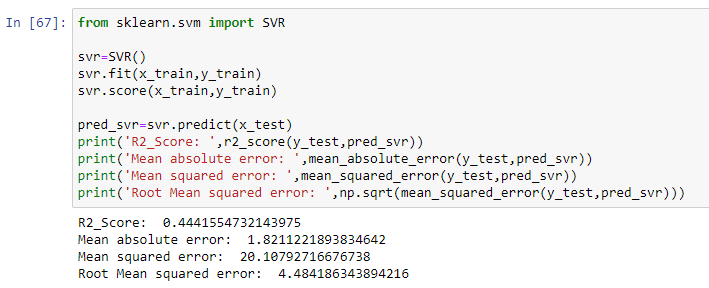 In [67]: from sklearn.svm import SVR
svr=SVR()
svr.fit(x_train,y_train)
svr.score(x_train,y_train)
pred_svr=svr.predict(x_test)
print('R2_Score: ',r2_score(y_test,pred_svr))
print('Mean absolute error: ',mean_absolute_error(y_test,pred_svr))
print('Mean squared error: ',mean_squared_error(y_test,pred_svr))
print('Root Mean squared error: ',np.sqrt(mean_squared_error(y_test,pred_svr)))
R2_Score:  0.4441554732143975
Mean absolute error:  1.8211221893834642
Mean squared error:  20.10792716676738
Root Mean squared error:  4.484186343894216